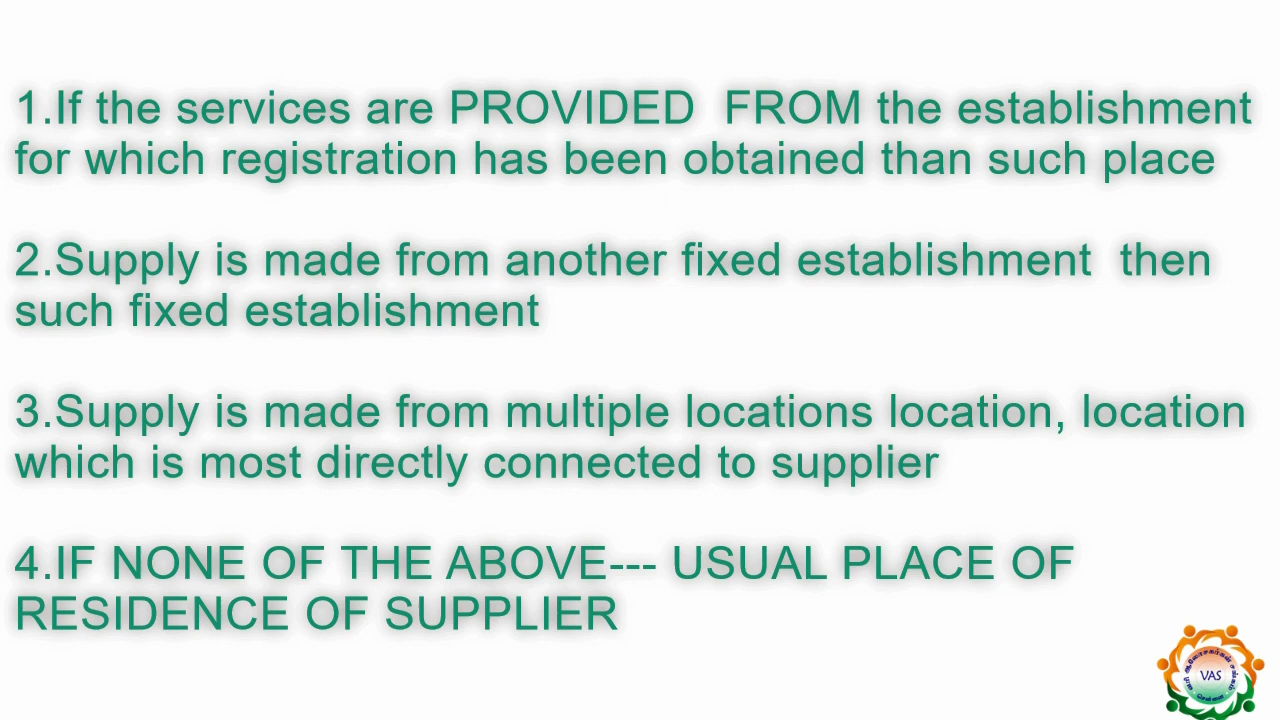 1.If the services are PROVIDED  FROM the establishment
for which registration has been obtained than such place
2.Supply is made from another fixed establishment  then
such fixed establishment
3.Supply is made from multiple locations location, location
which is most directly connected to supplier
4.IF NONE OF THE ABOVE--- USUAL PLACE OF
RESIDENCE OF SUPPLIER
VAS